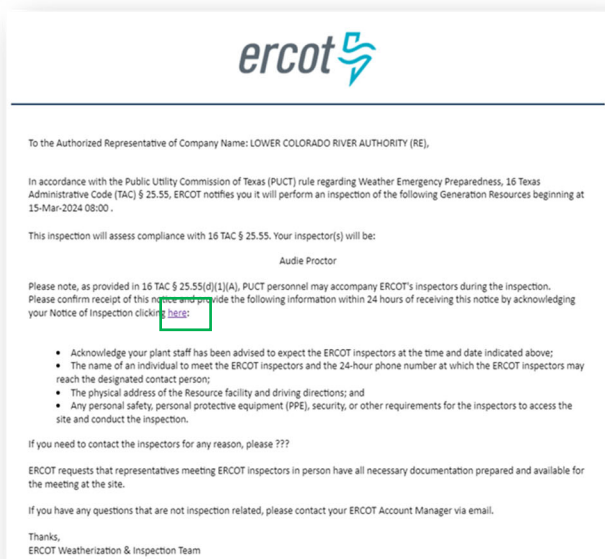 ercot
To the Authorized Representative of Company Name: LOWER COLORADO RIVER AUTHORITY (RE),
In accordance with the Public Utility Commission of Texas (PUCT) rule regarding Weather Emergency Preparedness, 16 Texas
Administrative Code (TAC) § 25.55, ERCOT notifies you it will perform an inspection of the following Generation Resources beginning at
15-Mar-2024 08:00 .
This inspection will assess compliance with 16 TAC § 25.55. Your inspector(s) will be:
Audie Proctor
Please note, as provided in 16 TAC § 25.55(d)(1)(A), PUCT personnel may accompany ERCOT's inspectors during the inspection.
Please confirm receipt of this notice and provide the following information within 24 hours of receiving this notice by acknowledging
your Notice of Inspection clicking here:
• Acknowledge your plant staff has been advised to expect the ERCOT inspectors at the time and date indicated above;
• The name of an individual to meet the ERCOT inspectors and the 24-hour phone number at which the ERCOT inspectors may
reach the designated contact person;
• The physical address of the Resource facility and driving directions; and
• Any personal safety, personal protective equipment (PPE), security, or other requirements for the inspectors to access the
site and conduct the inspection.
If you need to contact the inspectors for any reason, please ???
ERCOT requests that representatives meeting ERCOT inspectors in person have all necessary documentation prepared and available for
the meeting at the site.
If you have any questions that are not inspection related, please contact your ERCOT Account Manager via email.
Thanks,
ERCOT Weatherization & Inspection Team